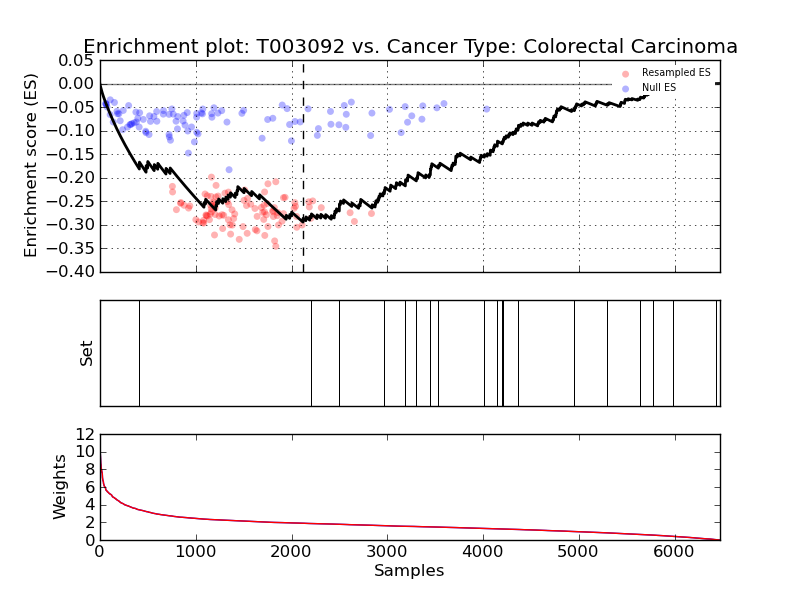 Enrichment plot: T003092 vs. Cancer Type: Colorectal Carcinoma
Enrichment score (ES)
0.05
0.00
−0.05
−0.10
−0.15
−0.20
−0.25
−0.30
−0.35
−0.40
Resampled ES
Null ES
Set
Weights
12
10
8
6
4
2
0
0 1000 2000 3000 4000 5000 6000
Samples